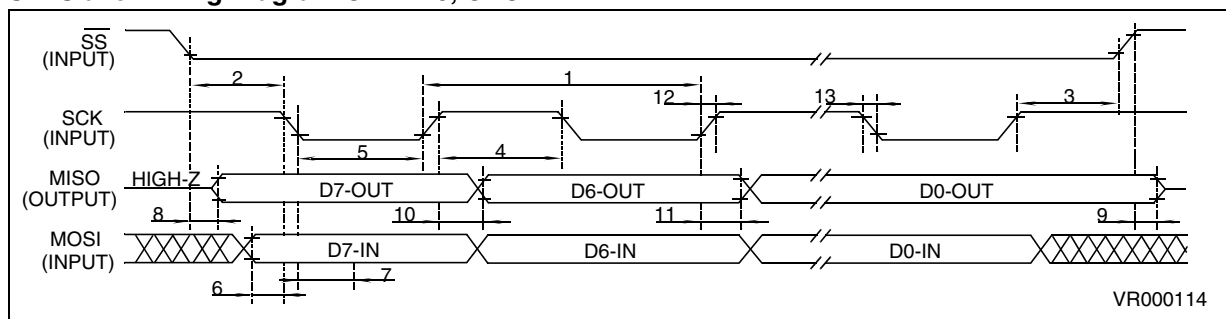 SS
(INPUT)
2
1
12
13
3
SCK
(INPUT)
5
4
MISO
(OUTPUT)
HIGH-Z
D7-OUT
D6-OUT
D0-OUT
8
10
11
9
MOSI
(INPUT)
D7-IN
D6-IN
D0-IN
7
6
VR000114